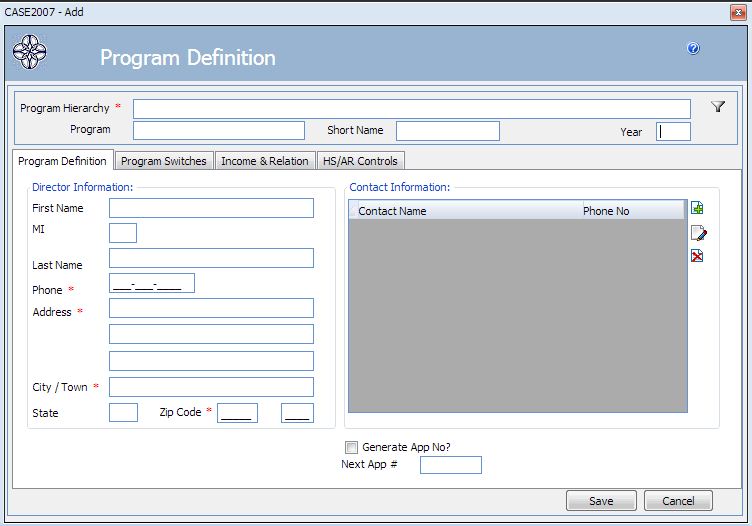 CASE2007 - Add
Program Definition
?
Program Hierarchy *
Program Short Name Year
Program Definition Program Switches Income & Relation HS/AR Controls
Director Information: Contact Information:
First Name Contact Name Phone No
MI
Last Name
Phone * ___-___-____
Address *
City / Town *
State Zip Code * _____ ____
Generate App No?
Next App #
Save Cancel